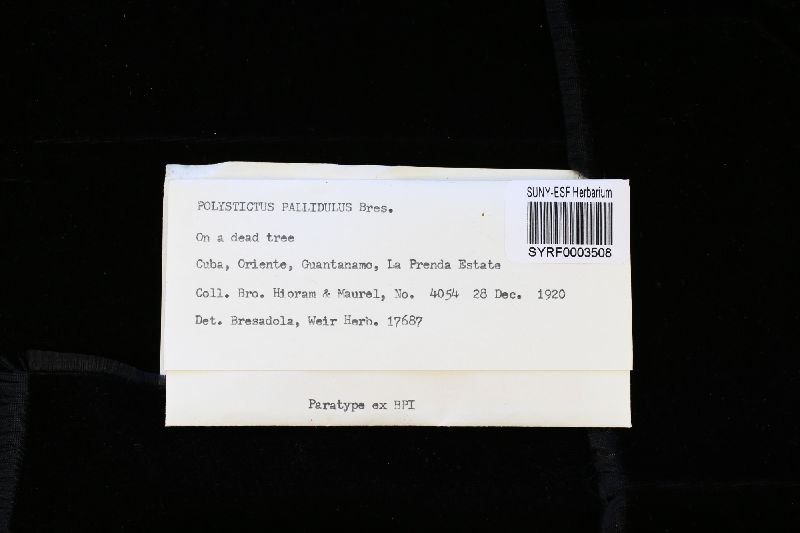 SUNY-ESF Herbarium
SYRF0003508
POLYSTICTUS PALLIDULUS Bres.
On a dead tree
Cuba, Oriente, Guantanamo, La Prenda Estate
Coll. Bro. Hioram & Maurel, No. 4054 28 Dec. 1920
Det. Bresadola, Weir Herb. 17687
Paratype ex BPI